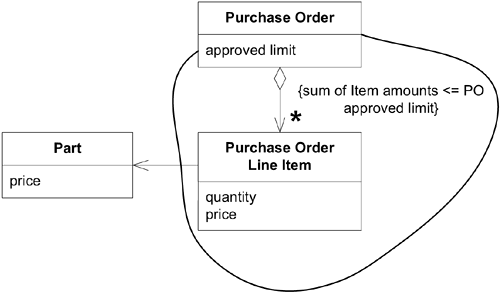 Purchase Order
approved limit
{sum of Item amounts <= PO
approved limit}
*
Part
price
Purchase Order
Line Item
quantity
price